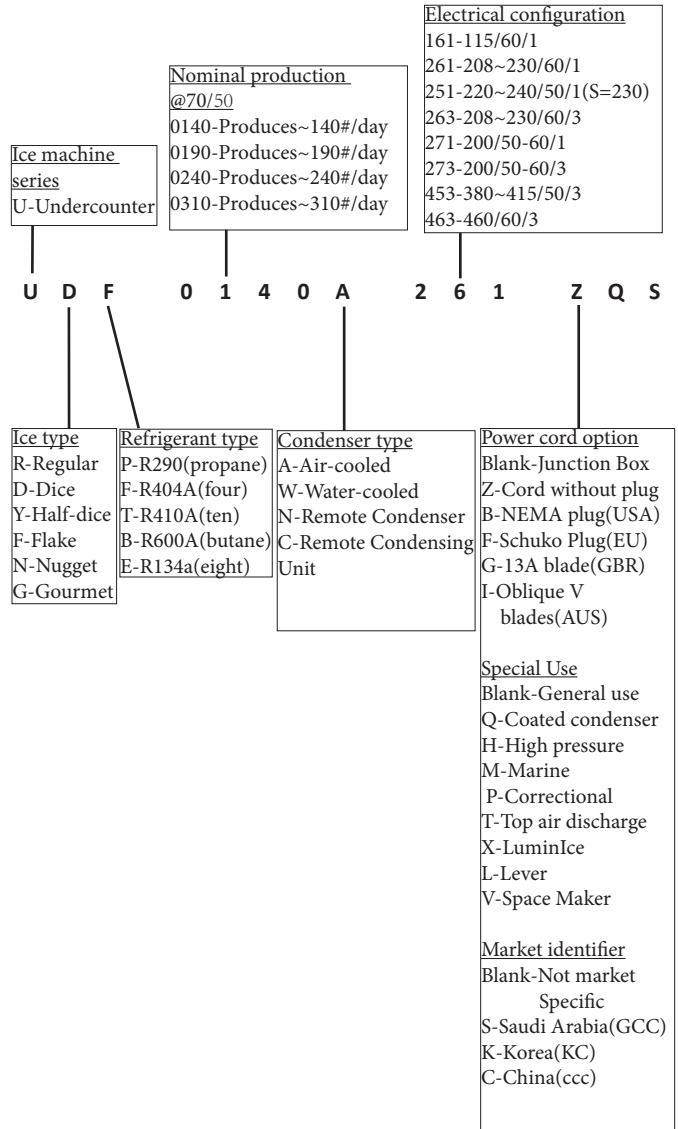 Electrical configuration
161-115/60/1
261-208~230/60/1
251-220~240/50/1(S=230)
263-208~230/60/3
271-200/50-60/1
273-200/50-60/3
453-380~415/50/3
463-460/60/3
Nominal production
@70/50
0140-Produces~140#/day
0190-Produces~190#/day
0240-Produces~240#/day
0310-Produces~310#/day
Ice machine
series
U-Undercounter
U D F 0 1 4 0 A 2 6 1 Z Q S
Ice type
R-Regular
D-Dice
Y-Half-dice
F-Flake
N-Nugget
G-Gourmet
Refrigerant type
P-R290(propane)
F-R404A(four)
T-R410A(ten)
B-R600A(butane)
E-R134a(eight)
Condenser type
A-Air-cooled
W-Water-cooled
N-Remote Condenser
C-Remote Condensing
Unit
Power cord option
Blank-Junction Box
Z-Cord without plug
B-NEMA plug(USA)
F-Schuko Plug(EU)
G-13A blade(GBR)
I-Oblique V
blades(AUS)
Special Use
Blank-General use
Q-Coated condenser
H-High pressure
M-Marine
P-Correctional
T-Top air discharge
X-LuminIce
L-Lever
V-Space Maker
Market identifier
Blank-Not market
Specific
S-Saudi Arabia(GCC)
K-Korea(KC)
C-China(ccc)